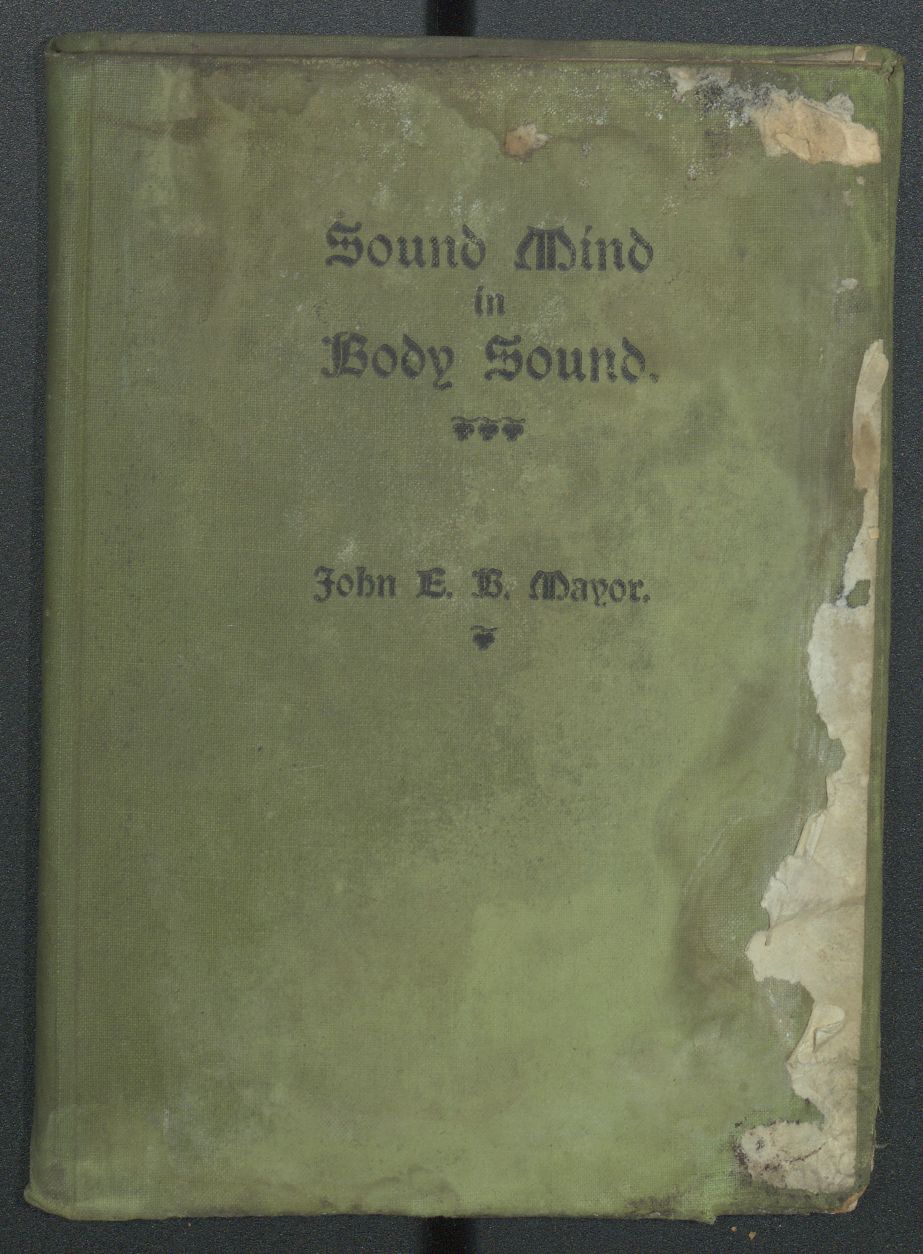 Sound Mind
in
Body Sound.
John E. B. Mayor.